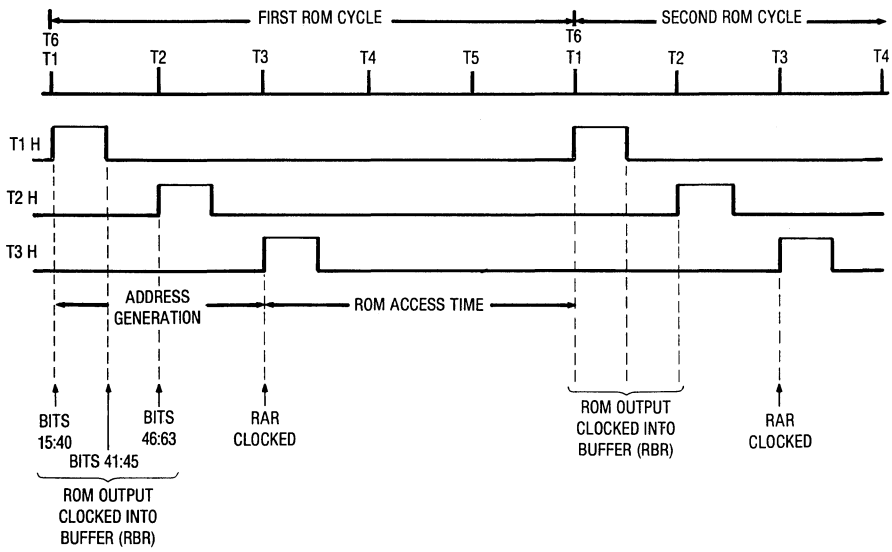 FIRST ROM CYCLE
SECOND ROM CYCLE
T6
T1
T2
T3
T4
T5
T6
T1
T2
T3
T4
T1 H
T2 H
T3 H
ADDRESS
GENERATION
ROM ACCESS TIME
BITS
15:40
BITS 41:45
BITS
46:63
RAR
CLOCKED
ROM OUTPUT
CLOCKED INTO
BUFFER (RBR)
ROM OUTPUT
CLOCKED INTO
BUFFER (RBR)
RAR
CLOCKED